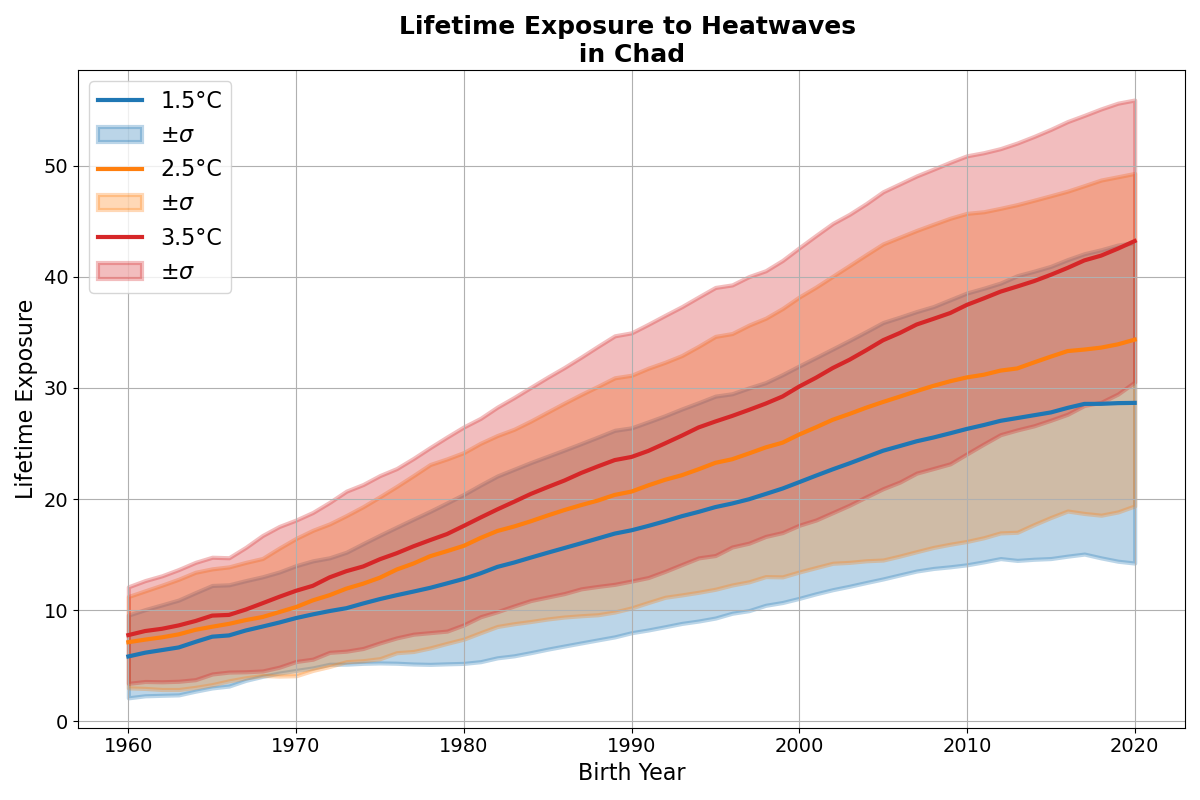 Lifetime Exposure to Heatwaves
in Chad
1.5°C
±σ
2.5°C
±σ
3.5°C
±σ
Lifetime Exposure
50
40
30
20
10
0
1960 1970 1980 1990 2000 2010 2020
Birth Year